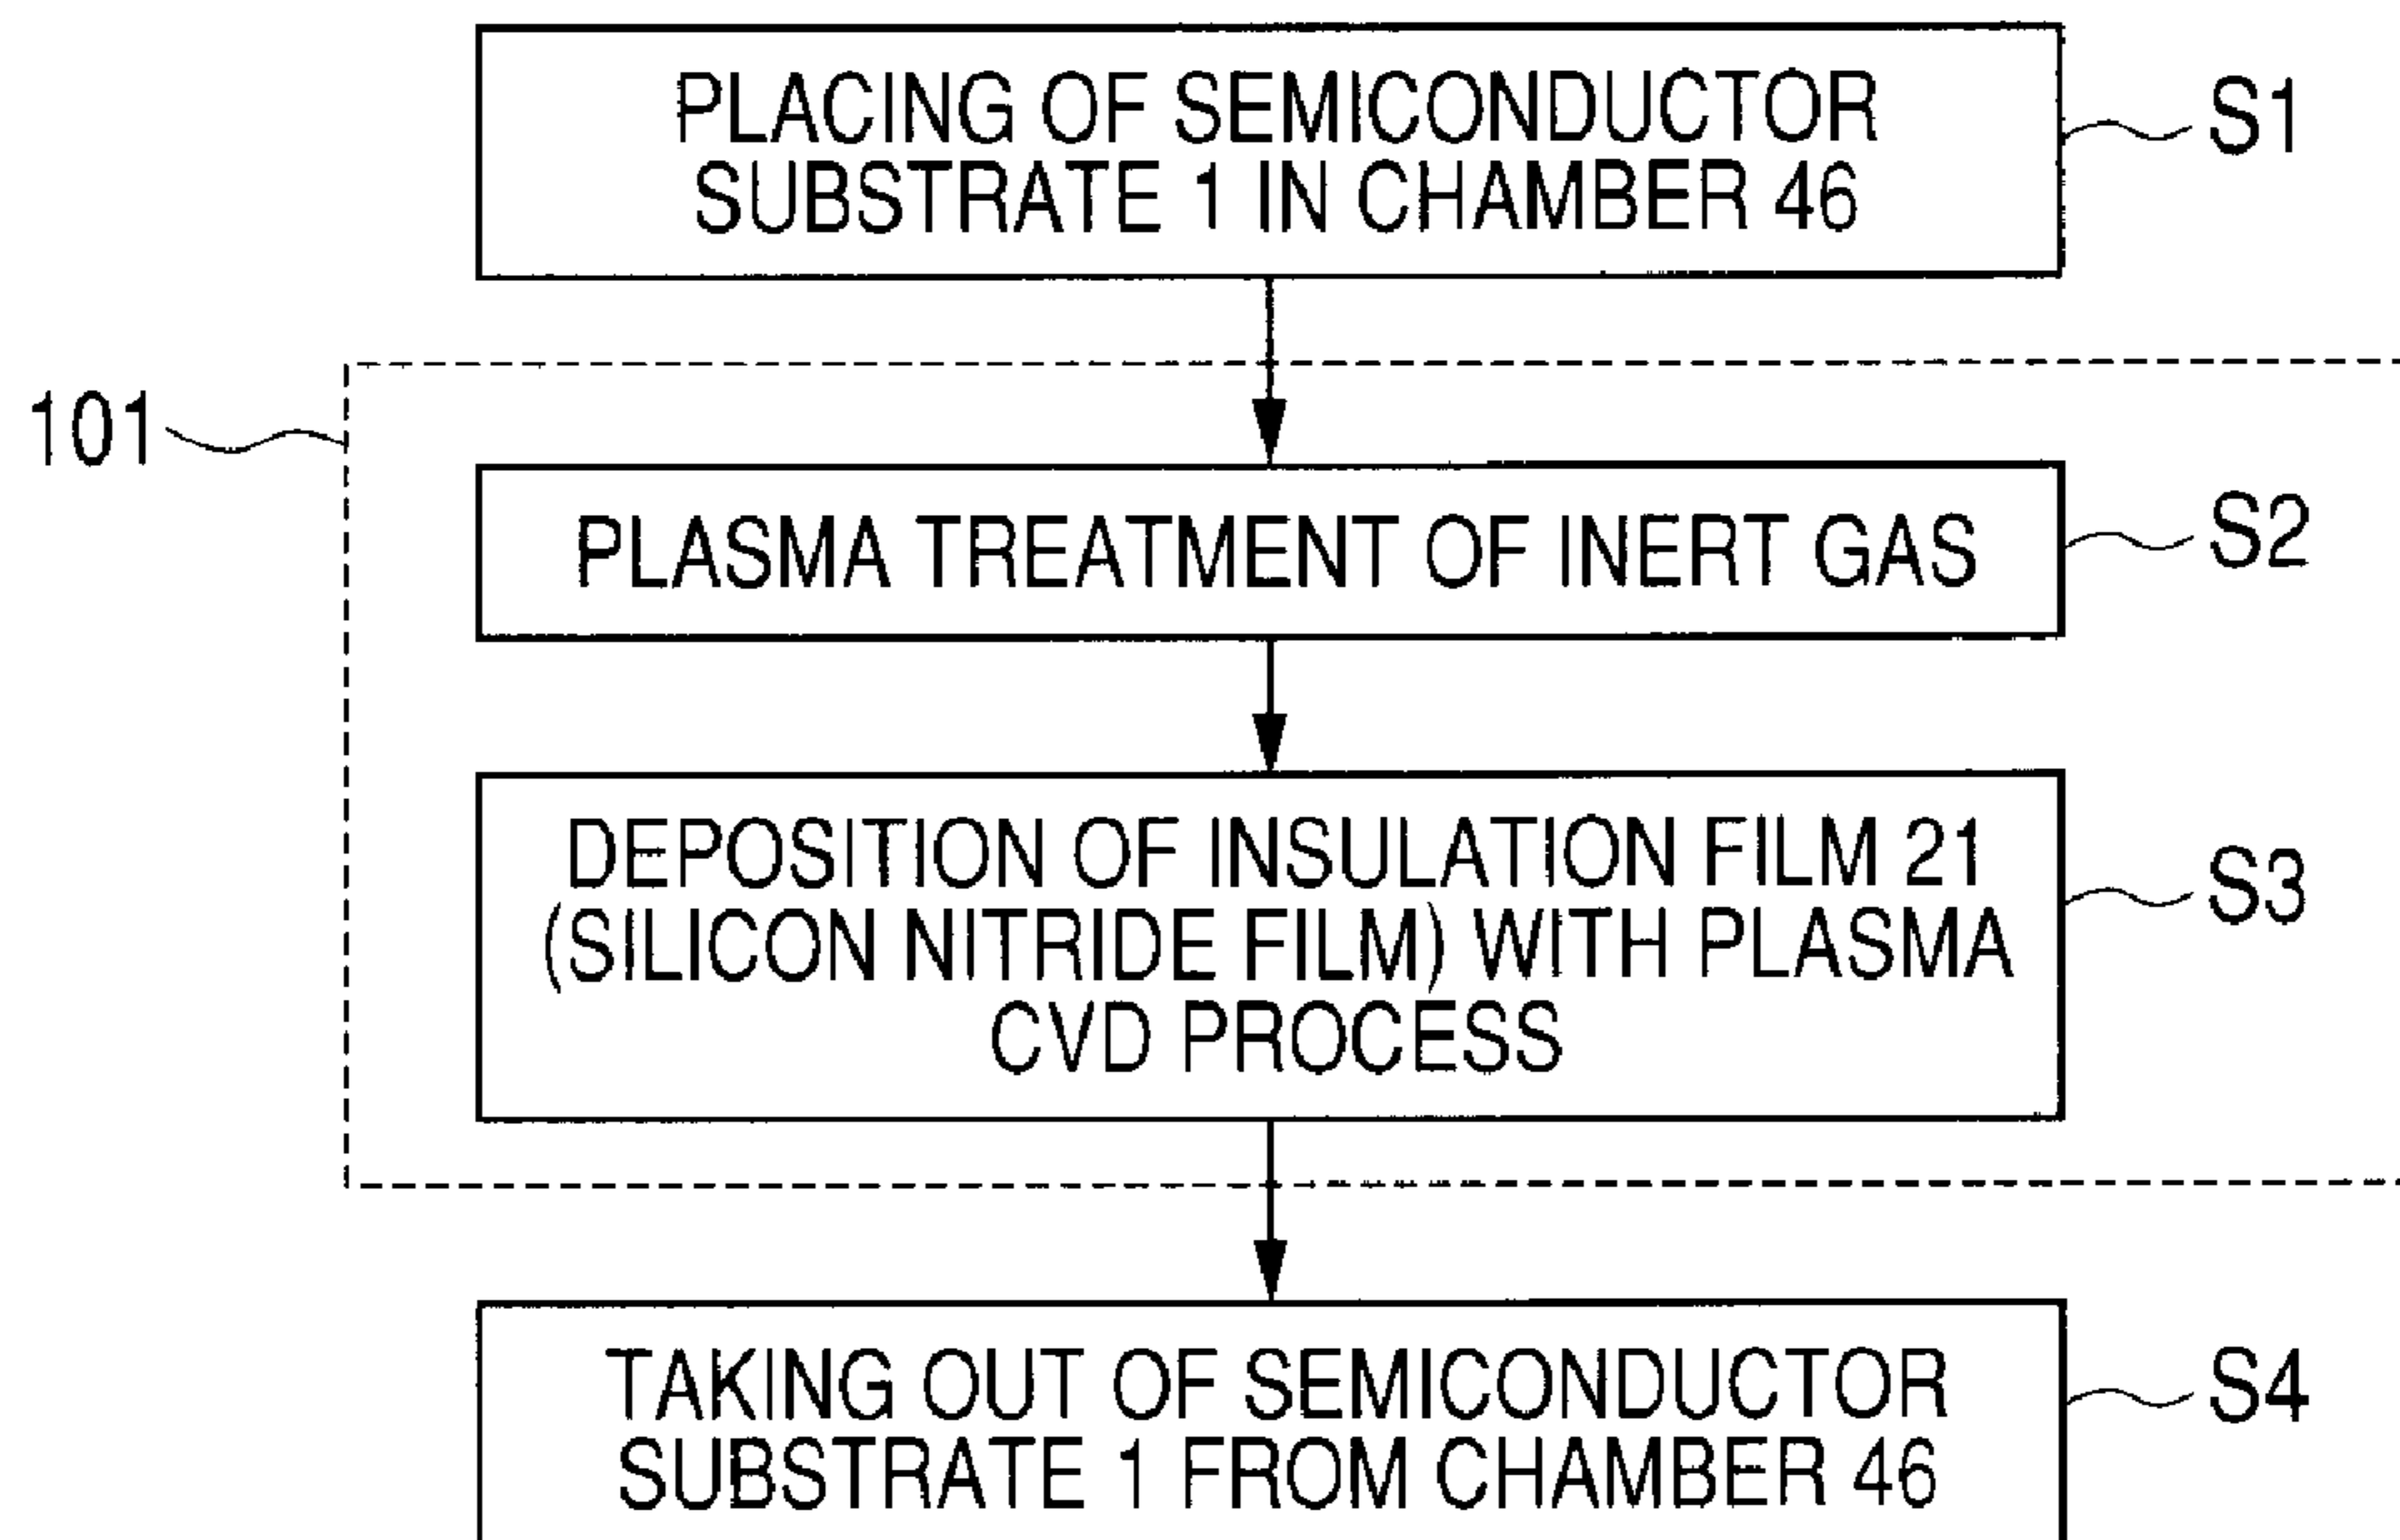 PLACING OF SEMICONDUCTOR
SUBSTRATE 1 IN CHAMBER 46
S1
101
PLASMA TREATMENT OF INERT GAS
S2
DEPOSITION OF INSULATION FILM 21
(SILICON NITRIDE FILM) WITH PLASMA
CVD PROCESS
S3
TAKING OUT OF SEMICONDUCTOR
SUBSTRATE 1 FROM CHAMBER 46
S4